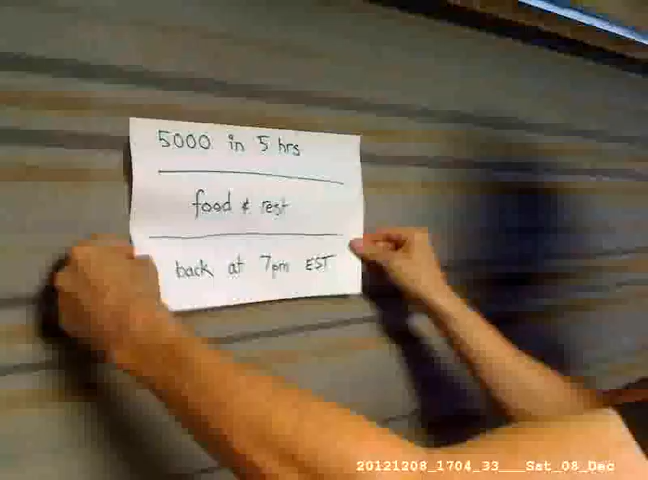 5000 in 5 hrs
food & rest
back at 7pm EST
20121208_1704_33___Sat_08_Dec